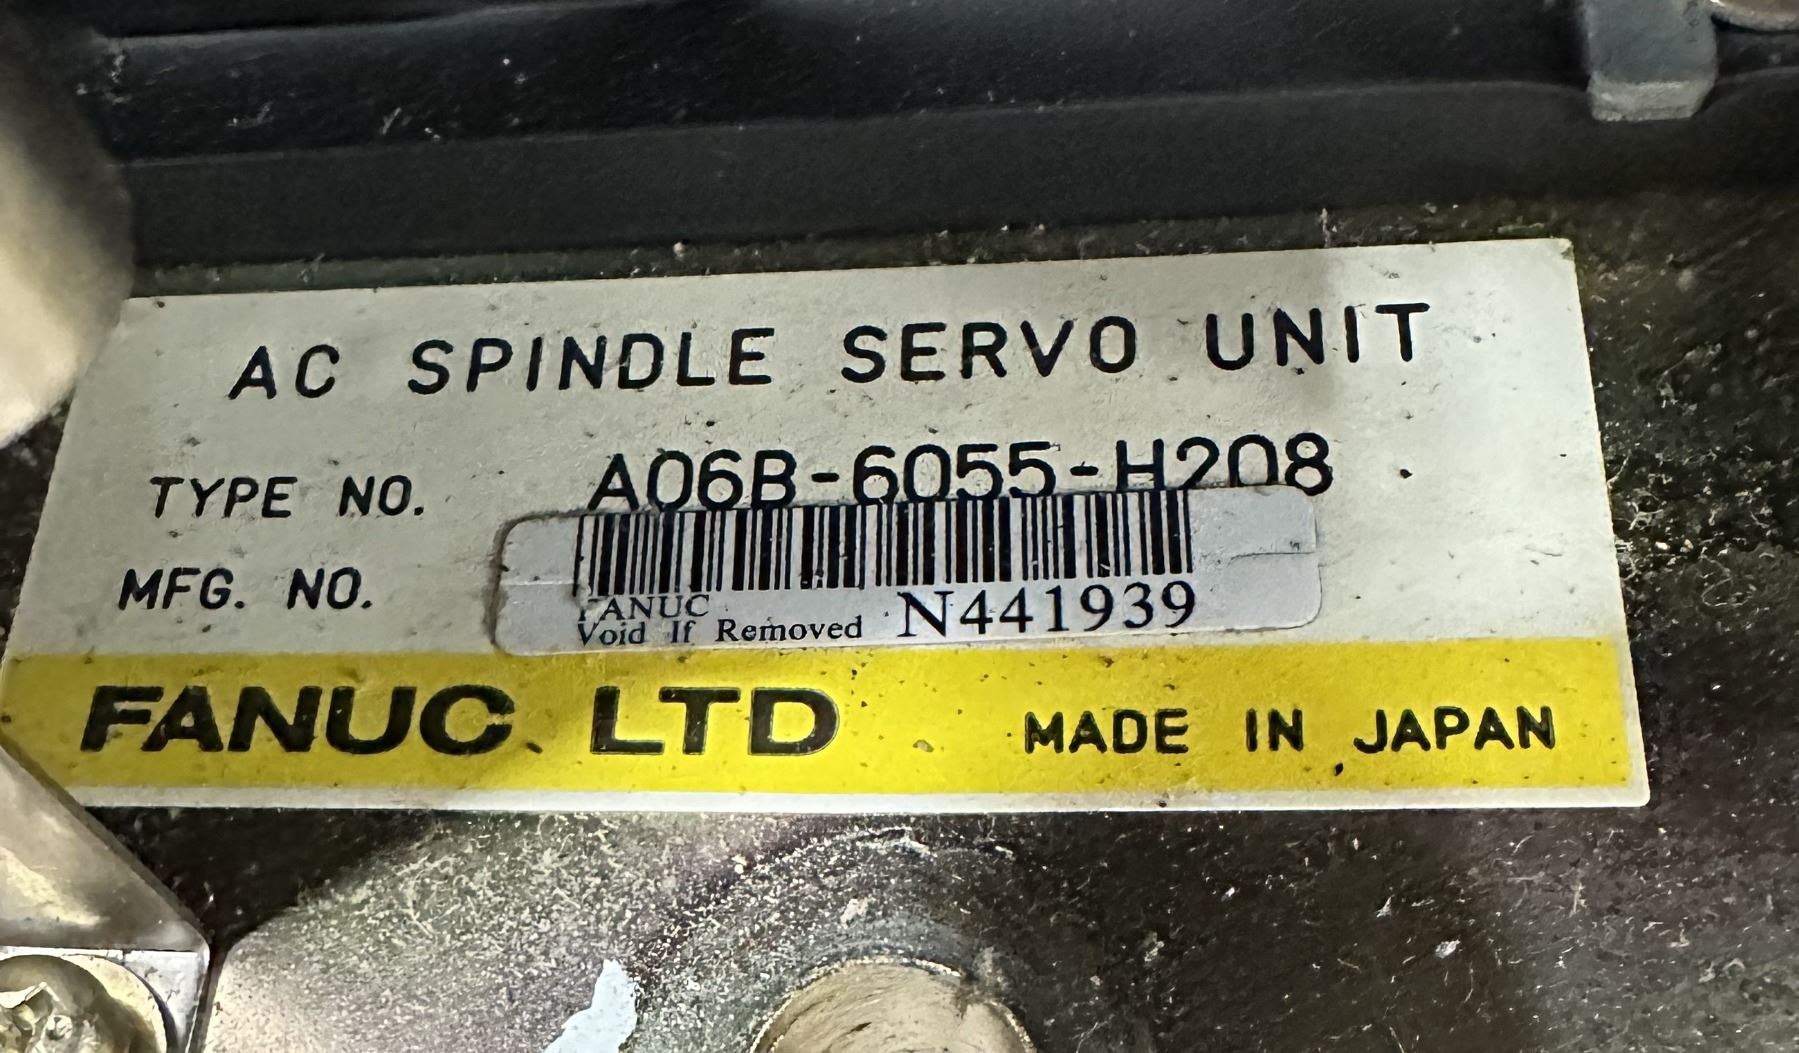 AC SPINDLE SERVO UNIT
TYPE NO. A06B-6055-H208
MFG. NO.
FANUC
Void If Removed N441939
FANUC LTD MADE IN JAPAN